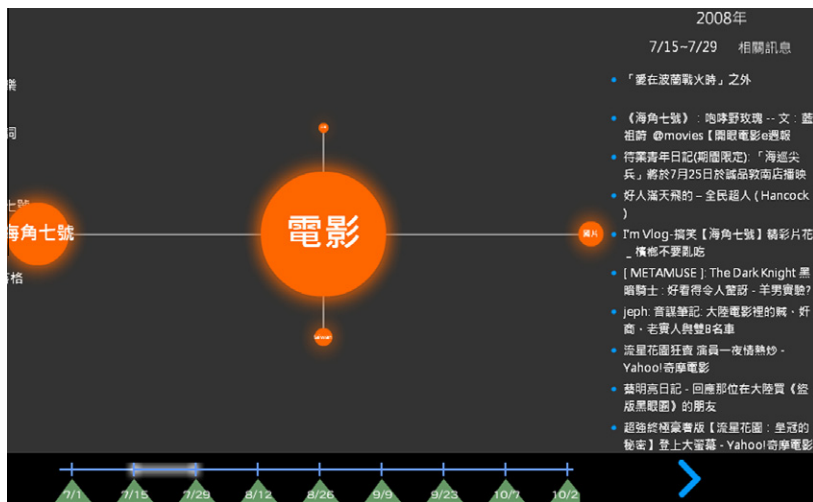 2008年
7/15~7/29 相關訊息
「愛在波蘭戰火時」之外
《海角七號》：咆哮野玫瑰 -- 文：藍
祖蔚 @movies【開眼電影e週報
待業青年日記(期間限定):「海巡尖
兵」將於7月25日於誠品敦南店播映
好人滿天飛的 – 全民超人 ( Hancock
)
I'm Vlog-搞笑【海角七號】精彩片花
_ 檳榔不要亂吃
[ METAMUSE ]: The Dark Knight 黑
暗騎士 : 好看得令人驚訝 - 羊男實驗?
jeph: 音謀筆記: 大陸電影裡的賊、奸
商、老實人與雙B名車
流星花園狂賣 演員一夜情熱炒 -
Yahoo!奇摩電影
蔡明亮日記 - 回應那位在大陸買《盜
版黑眼圈》的朋友
超強終極豪奢版【流星花園：皇冠的
秘密】登上大螢幕 - Yahoo!奇摩電影
電影
海角七號
圖片
七號
7/1
7/15
7/29
8/12
8/26
9/9
9/23
10/7
10/2